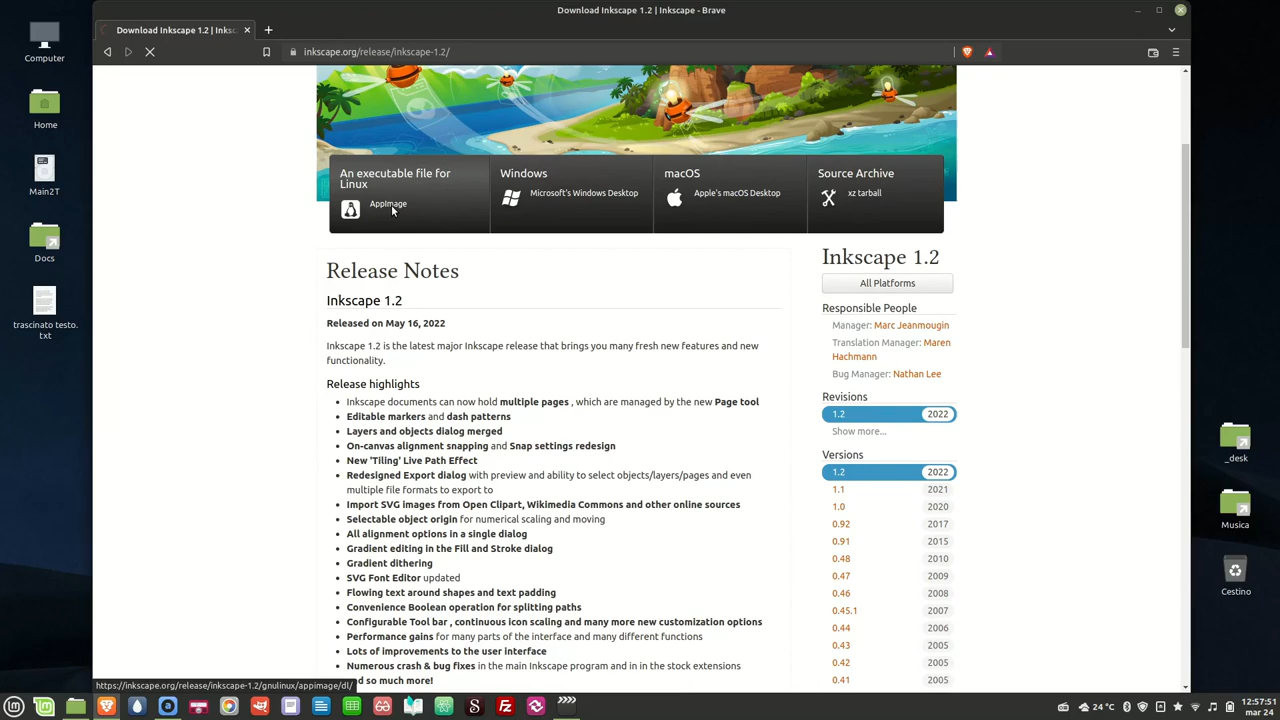 Download Inkscape 1.2 | Inkscape - Brave
Download Inkscape 1.2 | Inksc
inkscape.org/release/inkscape-1.2/
Computer
Home
Main2T
Docs
trascinato testo.
txt
An executable file for
Linux
AppImage
Windows
Microsoft's Windows Desktop
macOS
Apple's macOS Desktop
Source Archive
xz tarball
Release Notes
Inkscape 1.2
Released on May 16, 2022
Inkscape 1.2 is the latest major Inkscape release that brings you many fresh new features and new
functionality.
Release highlights
Inkscape documents can now hold multiple pages , which are managed by the new Page tool
Editable markers and dash patterns
Layers and objects dialog merged
On-canvas alignment snapping and Snap settings redesign
New 'Tiling' Live Path Effect
Redesigned Export dialog with preview and ability to select objects/layers/pages and even
multiple file formats to export to
Import SVG images from Open Clipart, Wikimedia Commons and other online sources
Selectable object origin for numerical scaling and moving
All alignment options in a single dialog
Gradient editing in the Fill and Stroke dialog
Gradient dithering
SVG Font Editor updated
Flowing text around shapes and text padding
Convenience Boolean operation for splitting paths
Configurable Tool bar , continuous icon scaling and many more new customization options
Performance gains for many parts of the interface and many different functions
Lots of improvements to the user interface
Numerous crash & bug fixes in the main Inkscape program and in in the stock extensions
nd so much more!
Inkscape 1.2
All Platforms
Responsible People
Manager: Marc Jeanmougin
Translation Manager: Maren
Hachmann
Bug Manager: Nathan Lee
Revisions
1.2 2022
Show more...
Versions
1.2 2022
1.1 2021
1.0 2020
0.92 2017
0.91 2015
0.48 2010
0.47 2009
0.46 2008
0.45.1 2007
0.44 2006
0.43 2005
0.42 2005
0.41 2005
_desk
Musica
Cestino
https://inkscape.org/release/inkscape-1.2/gnulinux/appimage/dl/
24°C
12:57:51
mar 24